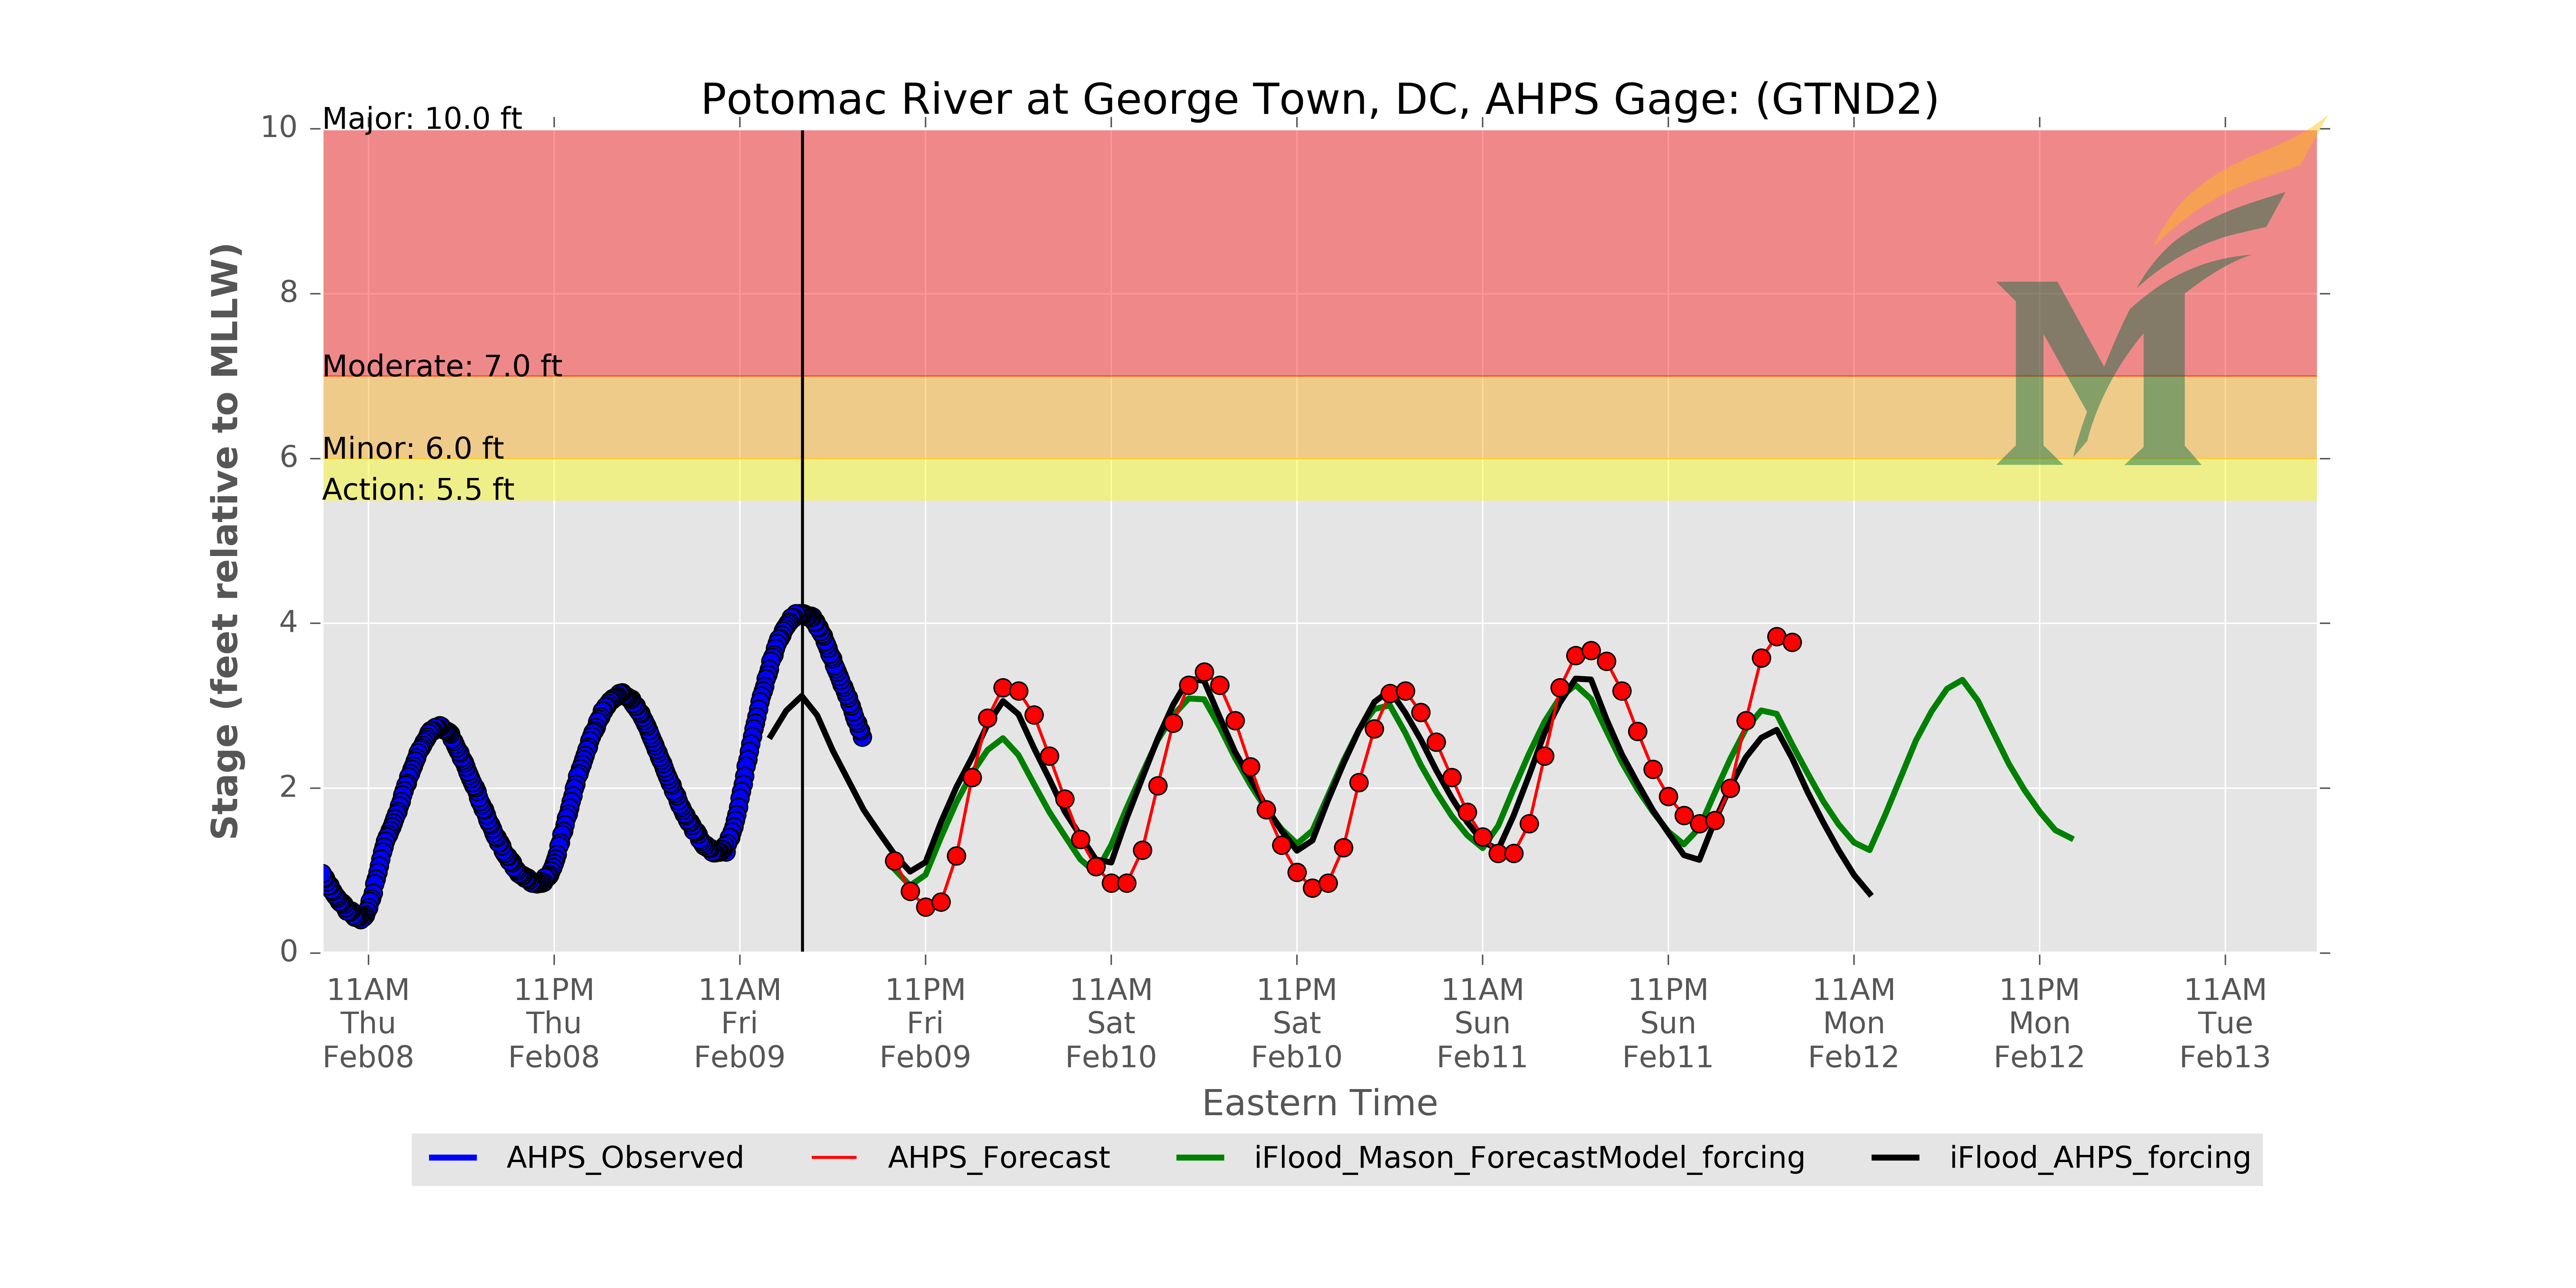 Potomac River at George Town, DC, AHPS Gage: (GTND2)
Major: 10.0 ft
Moderate: 7.0 ft
Minor: 6.0 ft
Action: 5.5 ft
10
8
6
4
2
0
Stage (feet relative to MLLW)
11AM 11PM 11AM 11PM 11AM 11PM 11AM 11PM 11AM 11PM 11AM
Thu Thu Fri Fri Sat Sat Sun Sun Mon Mon Tue
Feb08 Feb08 Feb09 Feb09 Feb10 Feb10 Feb11 Feb11 Feb12 Feb12 Feb13
Eastern Time
AHPS_Observed AHPS_Forecast iFlood_Mason_ForecastModel_forcing iFlood_AHPS_forcing
M